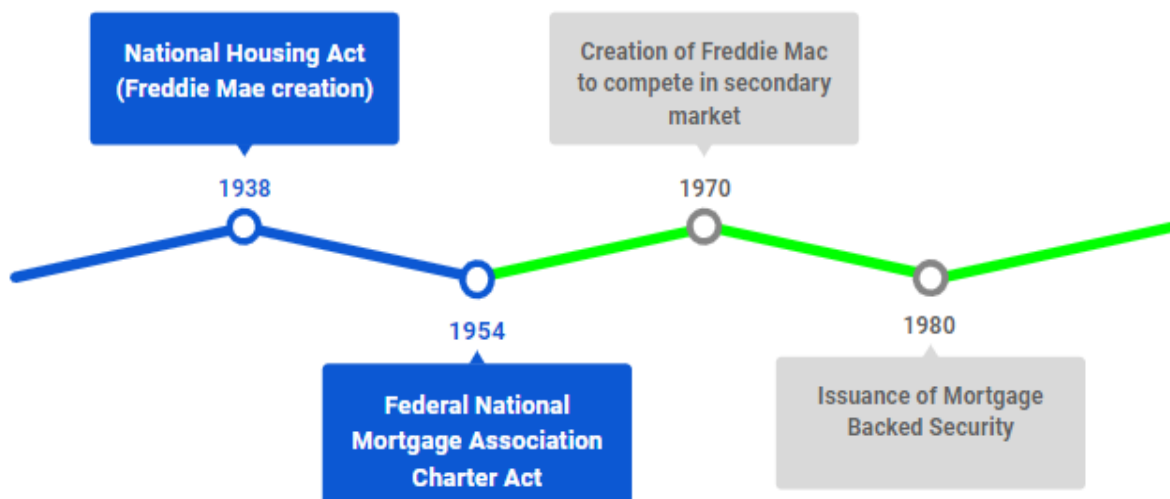 National Housing Act
(Freddie Mae creation)
1938
1954
Federal National
Mortgage Association
Charter Act
Creation of Freddie Mac
to compete in secondary
market
1970
1980
Issuance of Mortgage
Backed Security